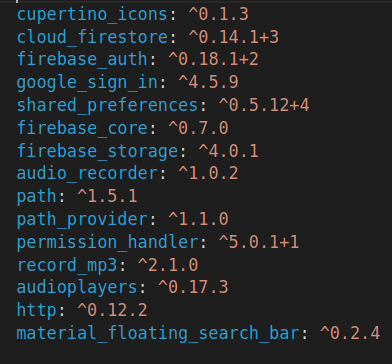 cupertino_icons: ^0.1.3
cloud_firestore: ^0.14.1+3
firebase_auth: ^0.18.1+2
google_sign_in: ^4.5.9
shared_preferences: ^0.5.12+4
firebase_core: ^0.7.0
firebase_storage: ^4.0.1
audio_recorder: ^1.0.2
path: ^1.5.1
path_provider: ^1.1.0
permission_handler: ^5.0.1+1
record_mp3: ^2.1.0
audioplayers: ^0.17.3
http: ^0.12.2
material_floating_search_bar: ^0.2.4